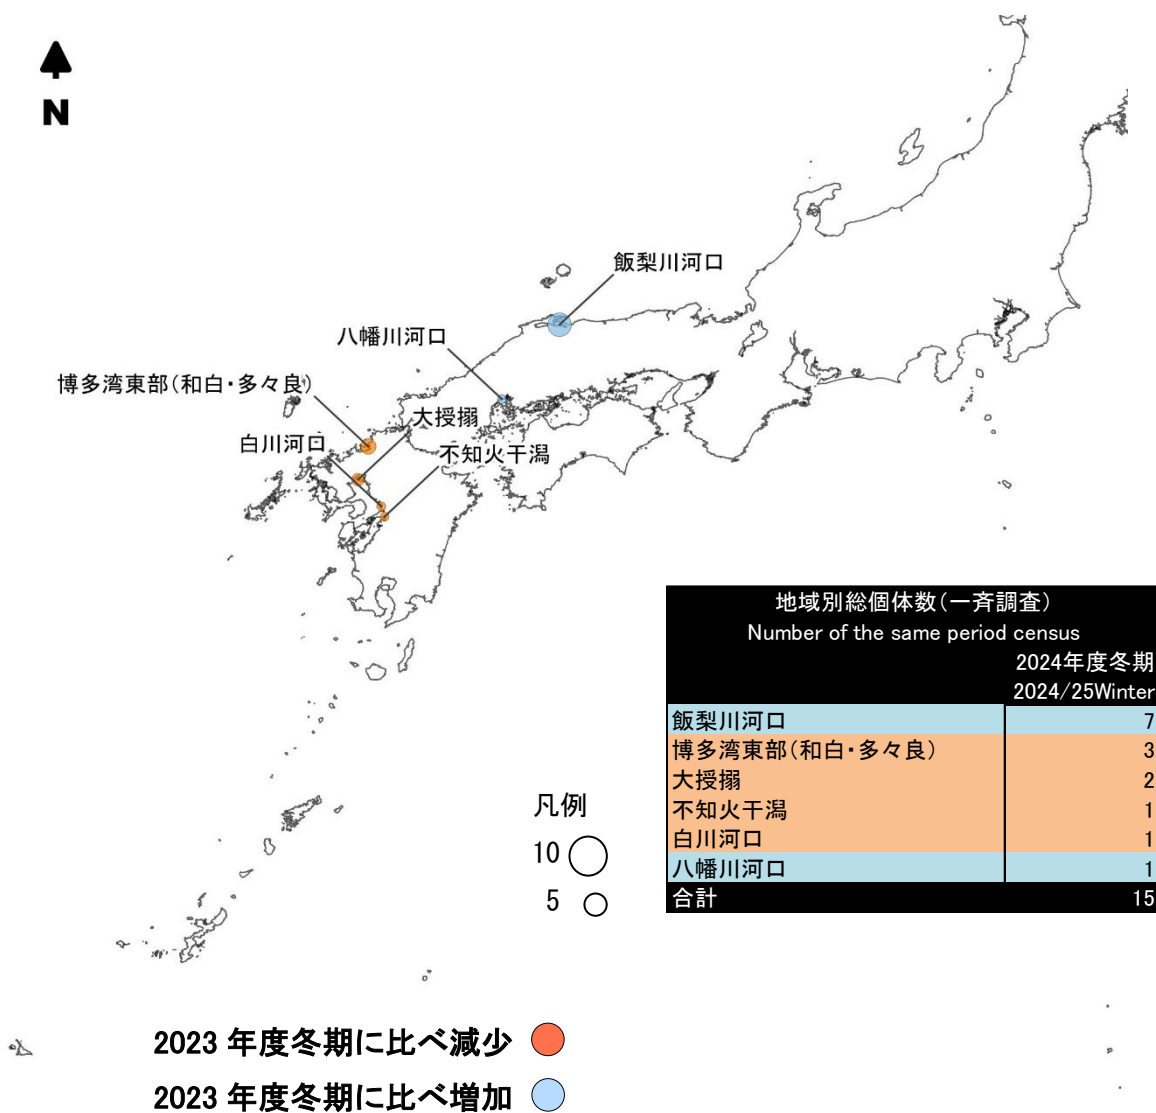 N
飯梨川河口
八幡川河口
博多湾東部(和白・多々良)
大授搦
白川河口
不知火干潟
地域別総個体数(一斉調査)
Number of the same period census
2024年度冬期
2024/25Winter
飯梨川河口 7
博多湾東部(和白・多々良) 3
大授搦 2
不知火干潟 1
白川河口 1
八幡川河口 1
合計 15
凡例
10
5
2023 年度冬期に比べ減少
2023 年度冬期に比べ増加